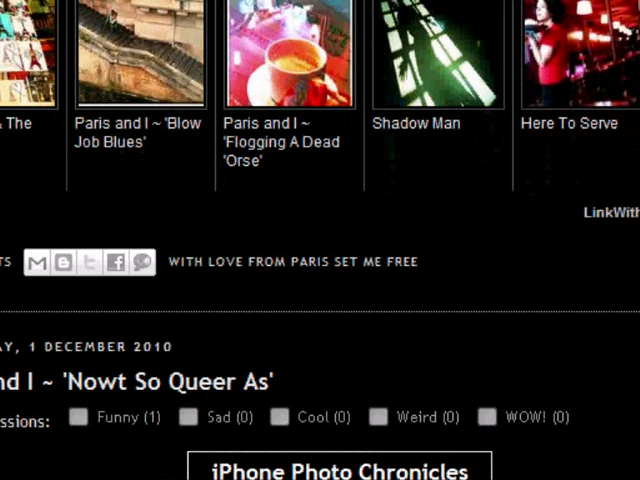 The
Paris and I ~ 'Blow
Job Blues'
Paris and I ~
'Flogging A Dead
'Orse'
Shadow Man
Here To Serve
LinkWith
TS
WITH LOVE FROM PARIS SET ME FREE
AY, 1 DECEMBER 2010
nd I ~ 'Nowt So Queer As'
ssions: Funny (1) Sad (0) Cool (0) Weird (0) WOW! (0)
iPhone Photo Chronicles